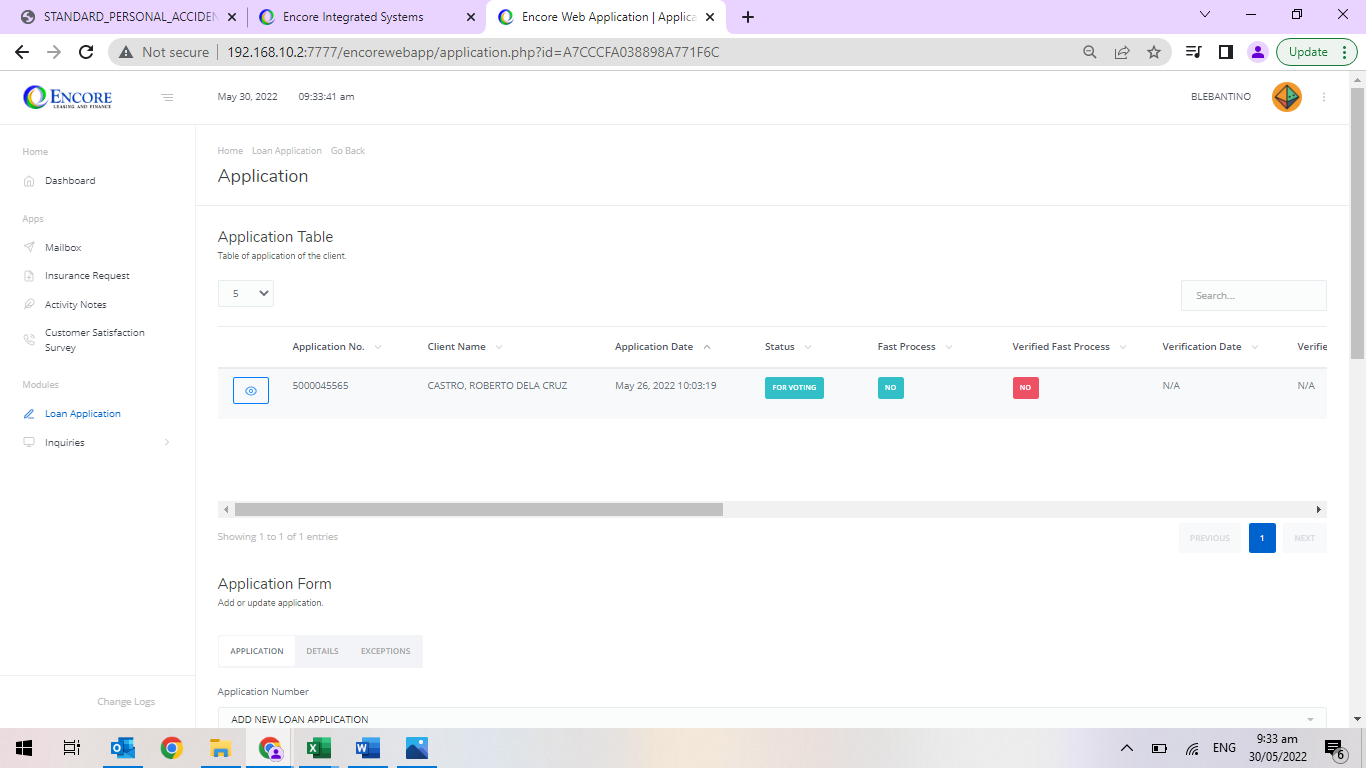 STANDARD_PERSONAL_ACCIDEN
Encore Integrated Systems
Encore Web Application | Applica
Not secure
192.168.10.2:7777/encorewebapp/application.php?id=A7CCCFA038898A771F6C
Update
ENCORE
LEASING AND FINANCE
May 30, 2022
09:33:41 am
BLEBANTINO
Home
Dashboard
Apps
Mailbox
Insurance Request
Activity Notes
Customer Satisfaction
Survey
Modules
Loan Application
Inquiries
Change Logs
Home Loan Application Go Back
Application
Application Table
Table of application of the client.
5
Search...
Application No. Client Name Application Date Status Fast Process Verified Fast Process Verification Date Verifie
5000045565 CASTRO, ROBERTO DELA CRUZ May 26, 2022 10:03:19 FOR VOTING NO NO N/A N/A
Showing 1 to 1 of 1 entries
PREVIOUS 1 NEXT
Application Form
Add or update application.
APPLICATION DETAILS EXCEPTIONS
Application Number
ADD NEW LOAN APPLICATION
ENG
9:33 am
30/05/2022
6